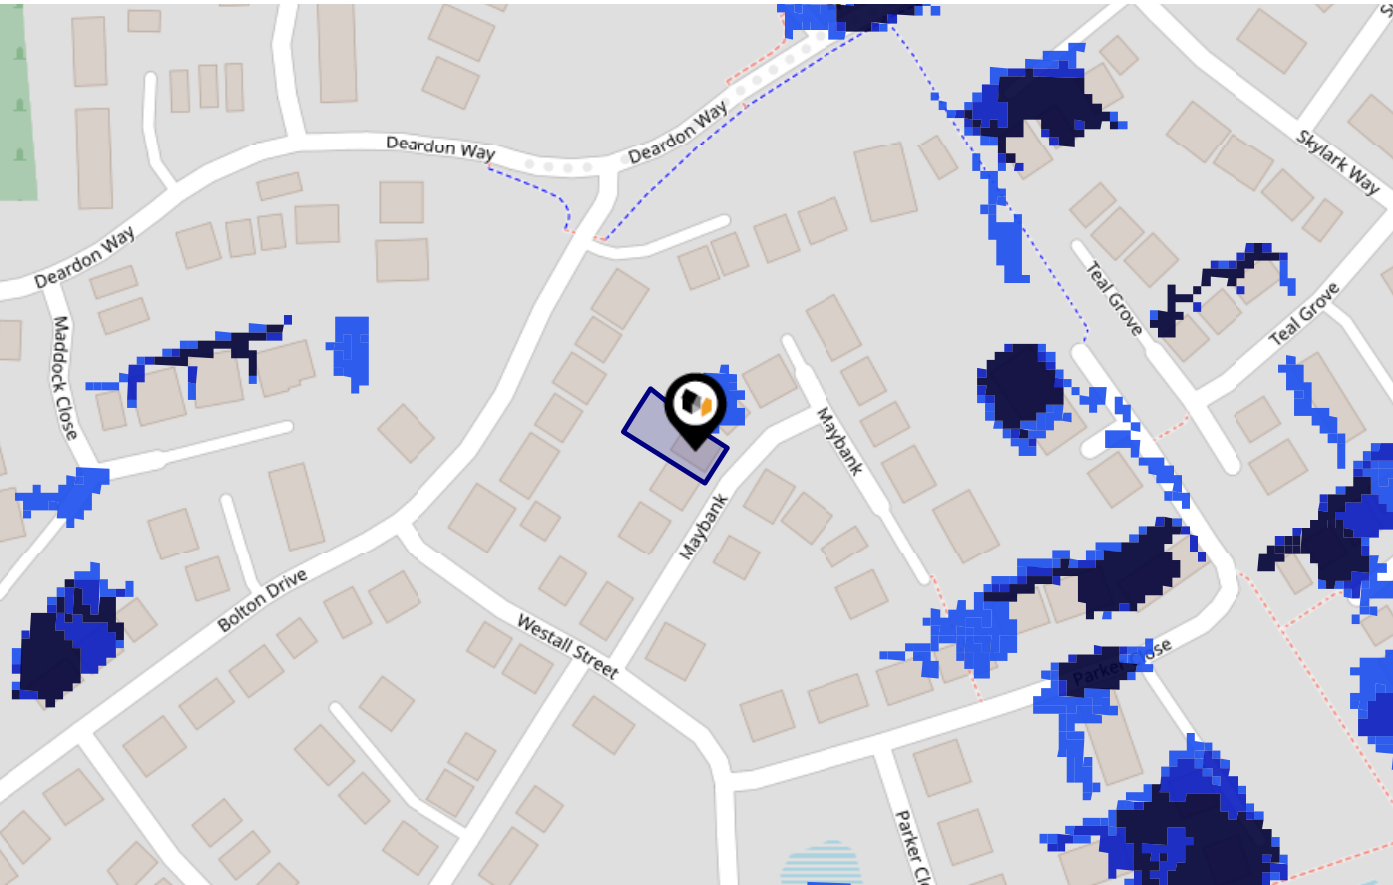 Deardun Way
Deardon Way
Deardon Way
Skylark Way
Teal Grove
Teal Grove
Maddock Close
Maybank
Maybank
Bolton Drive
Westall Street
Parker Close
Parker Clo